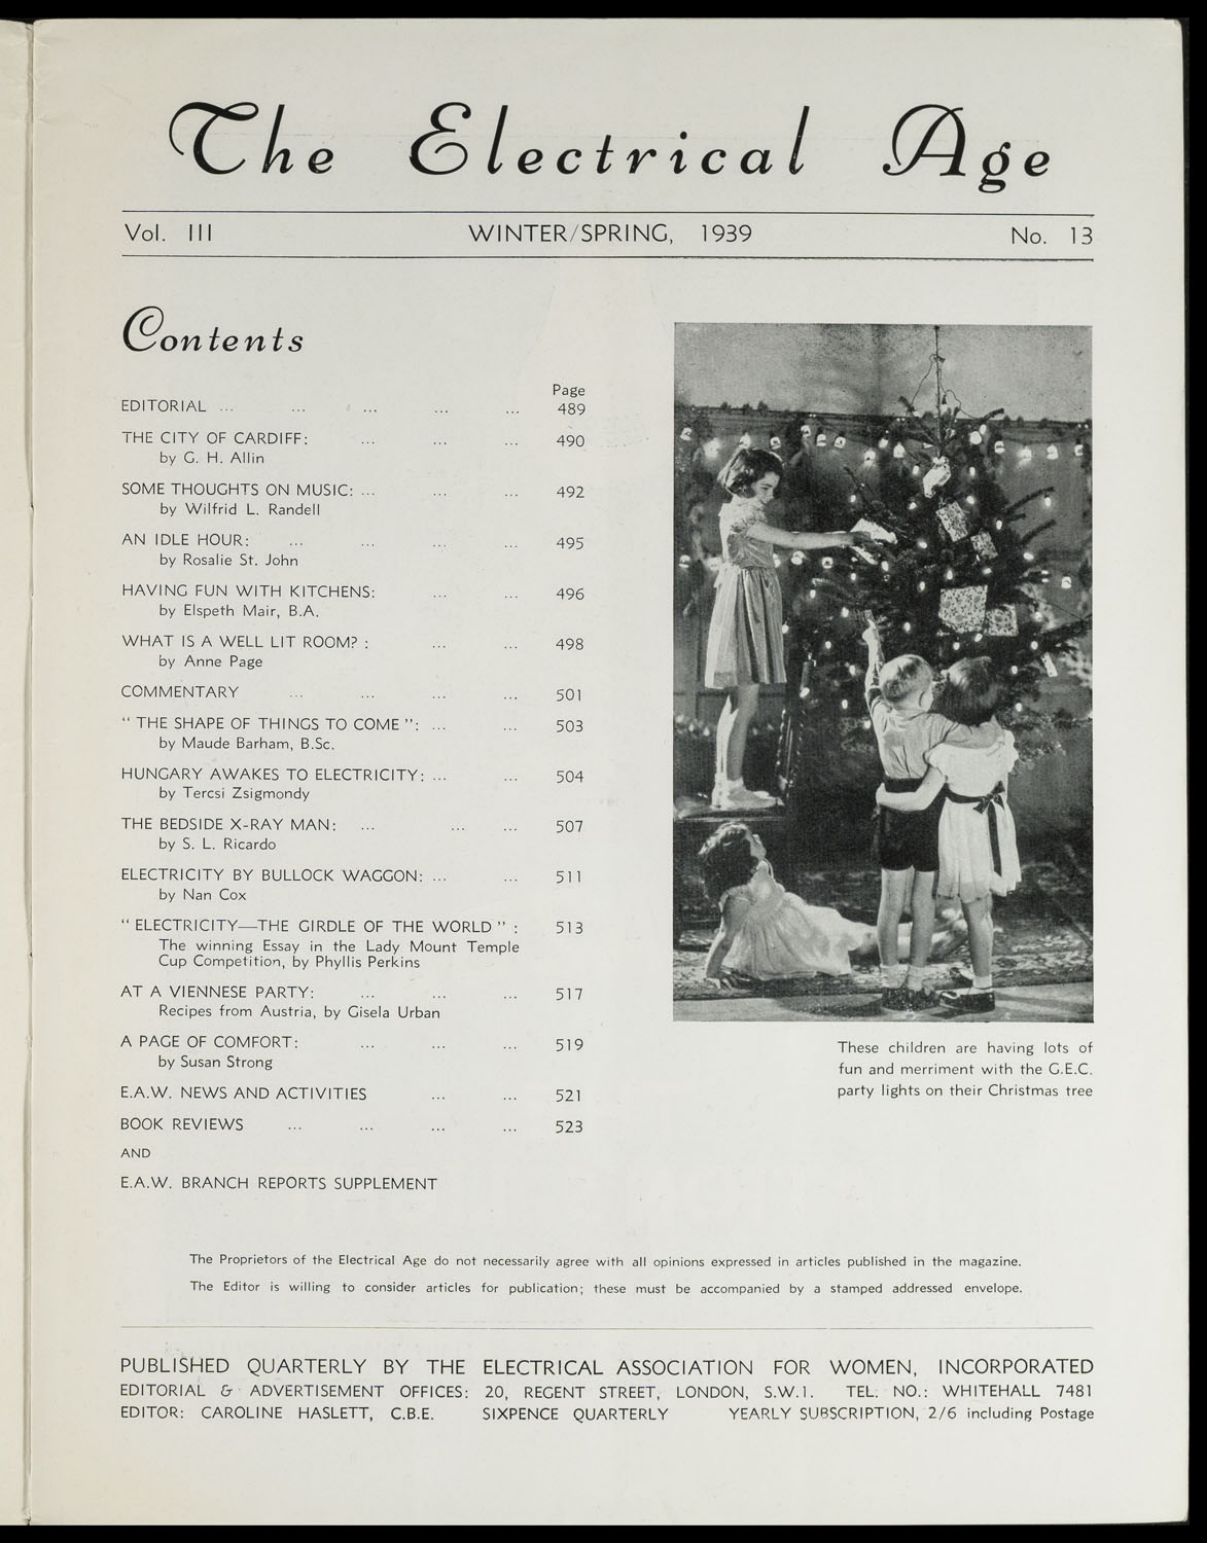 The Electrical Age
Vol. III WINTER/SPRING, 1939 No. 13
Contents
Page
EDITORIAL ... ... ... ... ... 489
THE CITY OF CARDIFF: ... ... ... 490
by G. H. Allin
SOME THOUGHTS ON MUSIC: ... ... ... 492
by Wilfrid L. Randell
AN IDLE HOUR: ... ... ... ... 495
by Rosalie St. John
HAVING FUN WITH KITCHENS: ... ... 496
by Elspeth Mair, B.A.
WHAT IS A WELL LIT ROOM? : ... ... 498
by Anne Page
COMMENTARY ... ... ... ... 501
“ THE SHAPE OF THINGS TO COME ”: ... ... 503
by Maude Barham, B.Sc.
HUNGARY AWAKES TO ELECTRICITY: ... ... 504
by Tercsi Zsigmondy
THE BEDSIDE X-RAY MAN: ... ... ... 507
by S. L. Ricardo
ELECTRICITY BY BULLOCK WAGGON: ... ... 511
by Nan Cox
“ ELECTRICITY—THE GIRDLE OF THE WORLD ” : 513
The winning Essay in the Lady Mount Temple
Cup Competition, by Phyllis Perkins
AT A VIENNESE PARTY: ... ... ... 517
Recipes from Austria, by Gisela Urban
A PAGE OF COMFORT: ... ... ... 519
by Susan Strong
E.A.W. NEWS AND ACTIVITIES ... ... 521
BOOK REVIEWS ... ... ... ... 523
AND
E.A.W. BRANCH REPORTS SUPPLEMENT
These children are having lots of
fun and merriment with the G.E.C.
party lights on their Christmas tree
The Proprietors of the Electrical Age do not necessarily agree with all opinions expressed in articles published in the magazine.
The Editor is willing to consider articles for publication; these must be accompanied by a stamped addressed envelope.
PUBLISHED QUARTERLY BY THE ELECTRICAL ASSOCIATION FOR WOMEN, INCORPORATED
EDITORIAL & ADVERTISEMENT OFFICES: 20, REGENT STREET, LONDON, S.W.1. TEL. NO.: WHITEHALL 7481
EDITOR: CAROLINE HASLETT, C.B.E. SIXPENCE QUARTERLY YEARLY SUBSCRIPTION, 2/6 including Postage